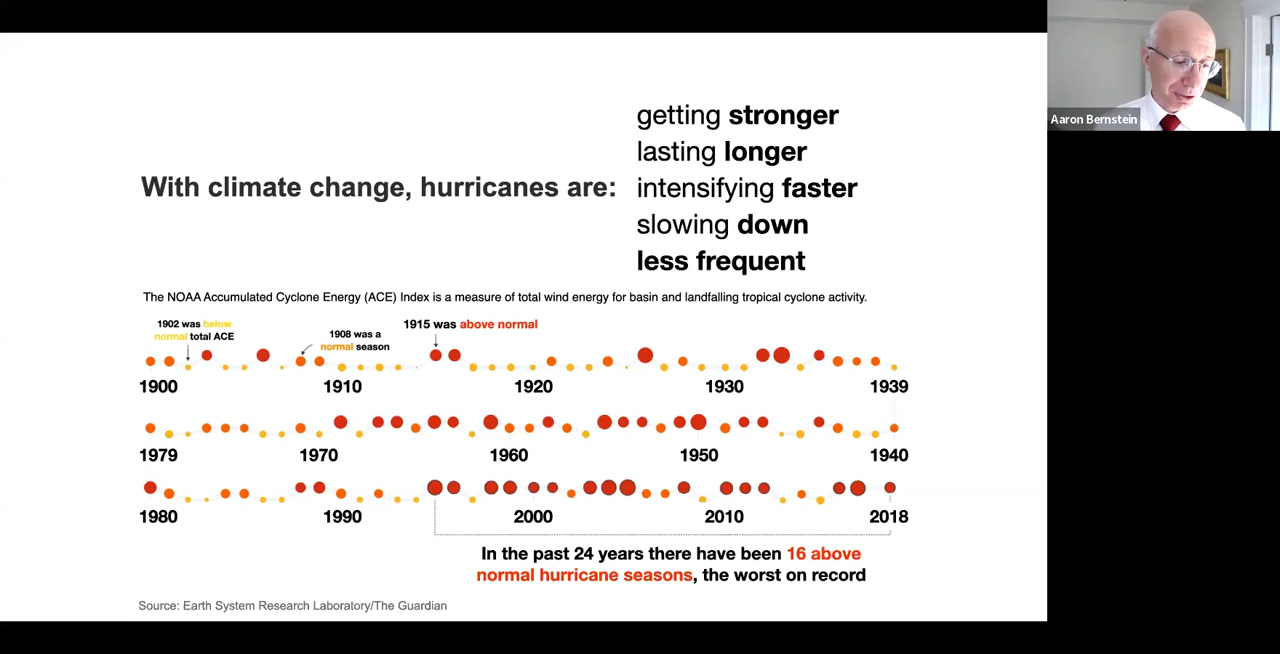 Aaron Bernstein
With climate change, hurricanes are:
getting stronger
lasting longer
intensifying faster
slowing down
less frequent
The NOAA Accumulated Cyclone Energy (ACE) Index is a measure of total wind energy for basin and landfalling tropical cyclone activity.
1902 was below
normal total ACE
1908 was a
normal season
1915 was above normal
1900 1910 1920 1930 1939
1979 1970 1960 1950 1940
1980 1990 2000 2010 2018
In the past 24 years there have been 16 above
normal hurricane seasons, the worst on record
Source: Earth System Research Laboratory/The Guardian